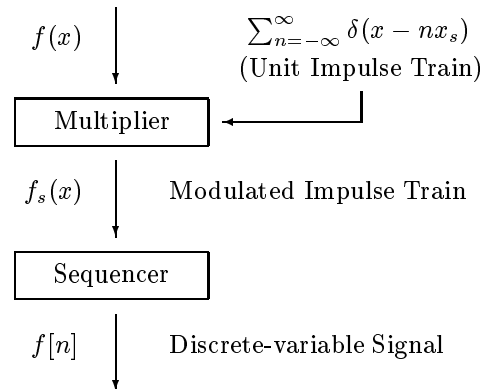 f(x)
∑_{n=-∞}^{∞} δ(x − nx_s)
(Unit Impulse Train)
Multiplier
f_s(x)
Modulated Impulse Train
Sequencer
f[n]
Discrete-variable Signal